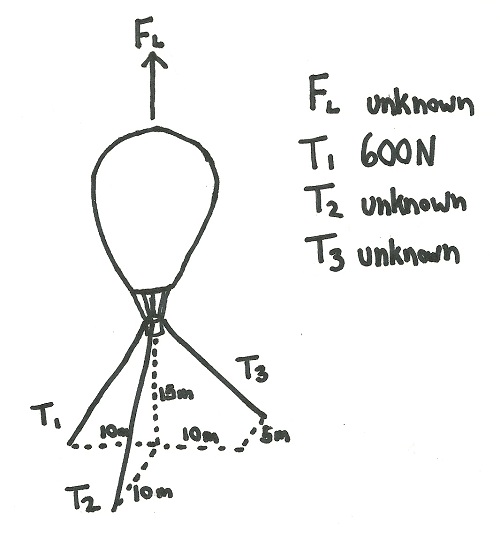 F_L
F_L unknown
T_1 600N
T_2 unknown
T_3 unknown
T_3
15m
T_1
10m
10m
5m
T_2
10m